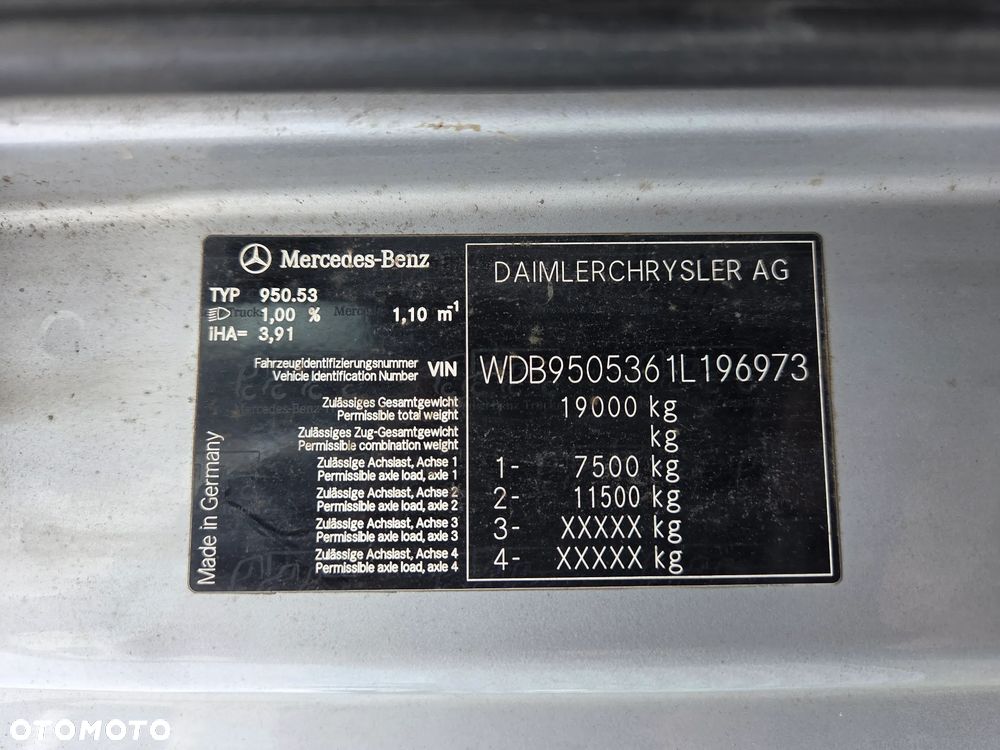 Mercedes-Benz
TYP 950.53
1,00 % 1,10 m⁻¹
iHA= 3,91
Fahrzeugidentifizierungsnummer
Vehicle Identification Number VIN
Zulässiges Gesamtgewicht
Permissible total weight
Zulässiges Zug-Gesamtgewicht
Permissible combination weight
Zulässige Achslast, Achse 1
Permissible axle load, axle 1
Zulässige Achslast, Achse 2
Permissible axle load, axle 2
Zulässige Achslast, Achse 3
Permissible axle load, axle 3
Zulässige Achslast, Achse 4
Permissible axle load, axle 4
Made in Germany
DAIMLERCHRYSLER AG
WDB9505361L196973
19000 kg
kg
1- 7500 kg
2- 11500 kg
3- XXXXX kg
4- XXXXX kg
OTOMOTO